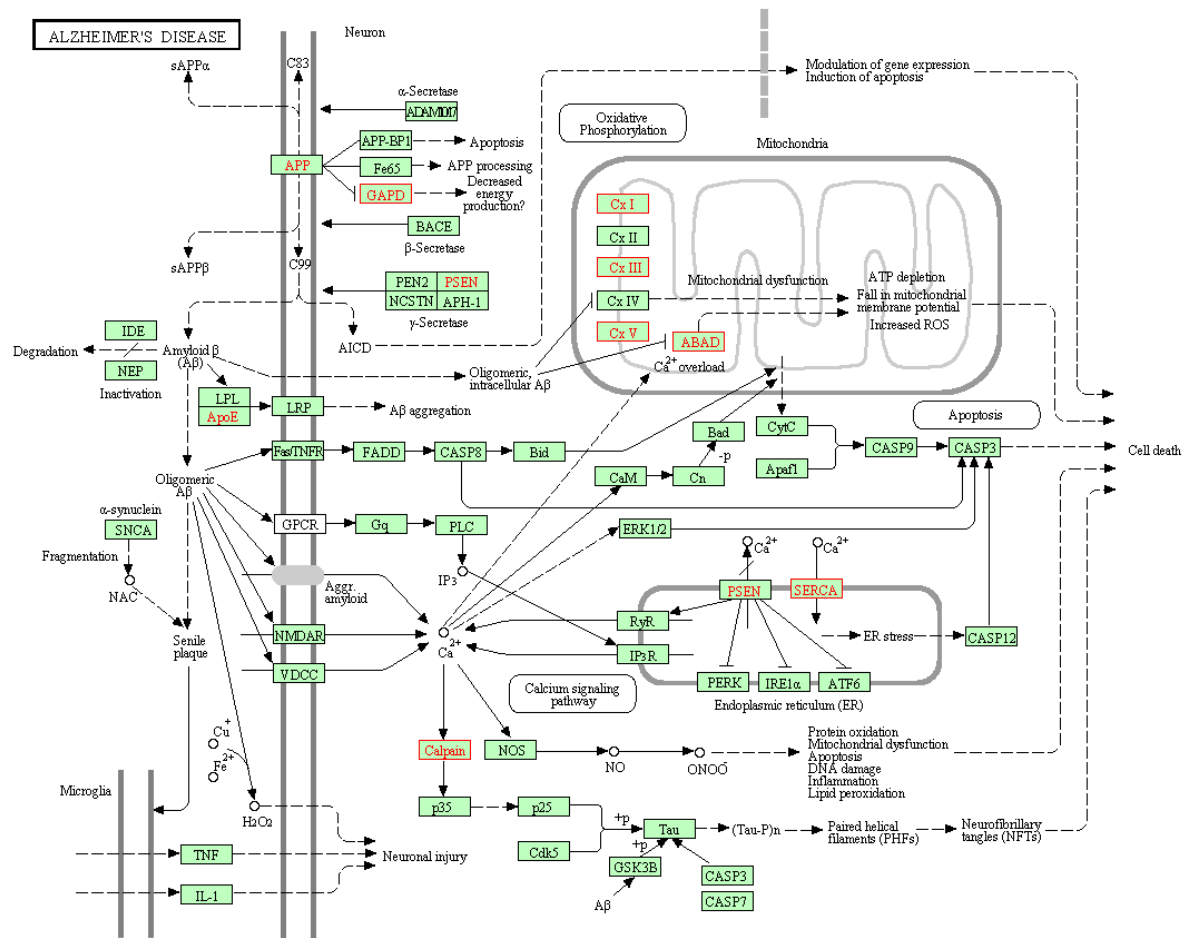 ALZHEIMER'S DISEASE
Neuron
sAPPα
C83
Modulation of gene expression
Induction of apoptosis
α-Secretase
ADAM10/17
Oxidative
Phosphorylation
APP-BP1
Apoptosis
Mitochondria
APP
Fe65
APP processing
GAPD
Decreased
energy
production?
Cx I
BACE
Cx II
β-Secretase
sAPPβ
C99
Cx III
PEN2
PSEN
NCSTN
APH-1
γ-Secretase
Mitochondrial dysfunction
ATP depletion
Cx IV
Fall in mitochondrial
membrane potential
Increased ROS
IDE
Cx V
ABAD
Degradation
Amyloid β
(Aβ)
AICD
NEP
Inactivation
Oligomeric,
intracellular Aβ
Ca2+ overload
LPL
ApoE
LRP
Aβ aggregation
Apoptosis
Bad
CytC
-p
Fas/TNFR
FADD
CASP8
Bid
CASP9
CASP3
Cell death
Oligomeric
Aβ
CaM
Cn
Apaf1
α-synuclein
SNCA
GPCR
Gq
PLC
ERK1/2
Fragmentation
Ca2+
Ca2+
NAC
Aggr.
amyloid
IP3
PSEN
SERCA
Senile
plaque
NMDAR
Ca2+
RyR
ER stress
CASP12
IP3R
VDCC
PERK
IRE1α
ATF6
Calcium signaling
pathway
Endoplasmic reticulum (ER)
Cu+
Fe2+
Calpain
NOS
NO
ONOO-
Protein oxidation
Mitochondrial dysfunction
Apoptosis
DNA damage
Inflammation
Lipid peroxidation
Microglia
H2O2
p35
p25
+p
Tau
(Tau-P)n
Paired helical
filaments (PHFs)
Neurofibrillary
tangles (NFTs)
TNF
Neuronal injury
Cdk5
+p
GSK3B
CASP3
IL-1
Aβ
CASP7